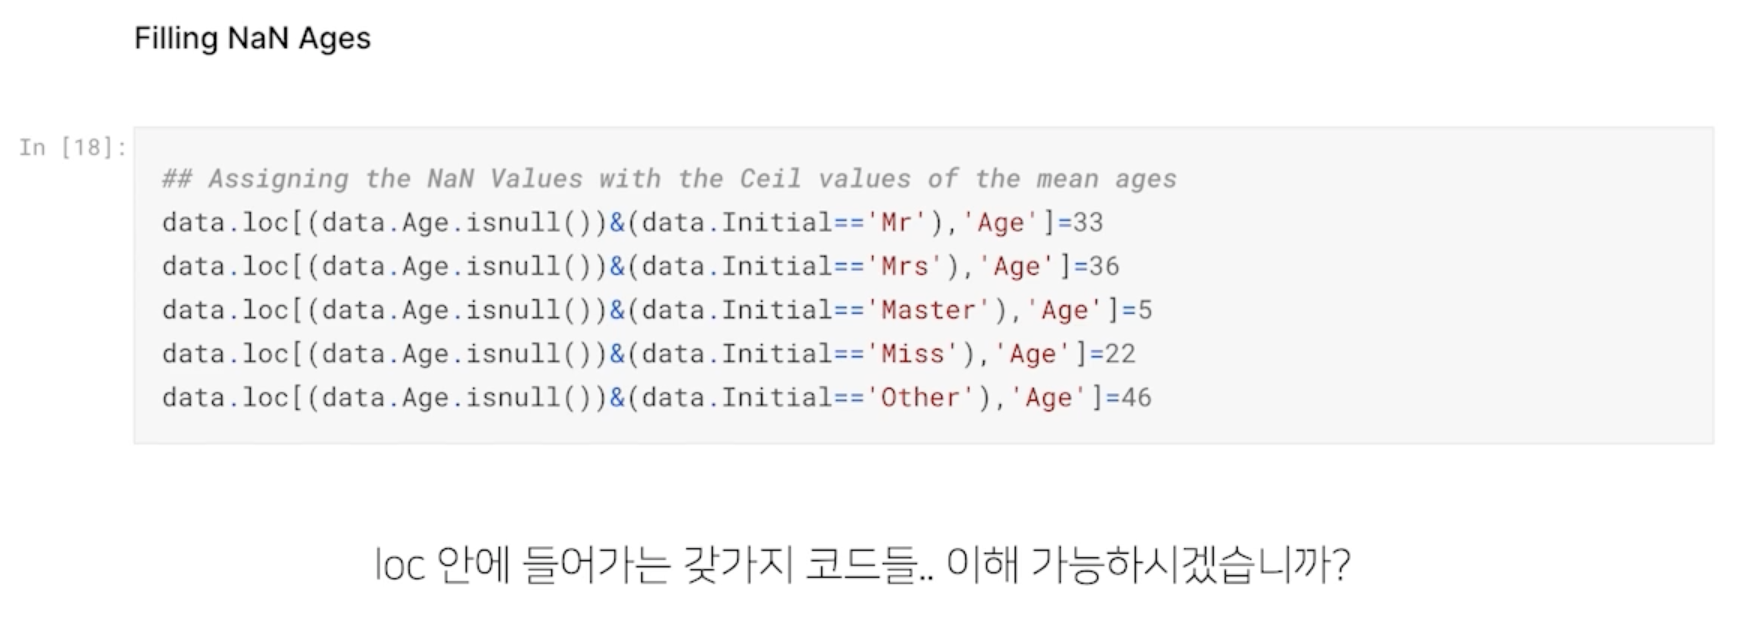 Filling NaN Ages
In [18]:
## Assigning the NaN Values with the Ceil values of the mean ages
data.loc[(data.Age.isnull())&(data.Initial=='Mr'),'Age']=33
data.loc[(data.Age.isnull())&(data.Initial=='Mrs'),'Age']=36
data.loc[(data.Age.isnull())&(data.Initial=='Master'),'Age']=5
data.loc[(data.Age.isnull())&(data.Initial=='Miss'),'Age']=22
data.loc[(data.Age.isnull())&(data.Initial=='Other'),'Age']=46
loc 안에 들어가는 갖가지 코드들.. 이해 가능하시겠습니까?